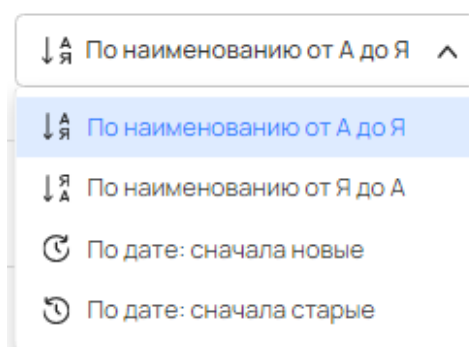 По наименованию от А до Я
По наименованию от А до Я
По наименованию от Я до А
По дате: сначала новые
По дате: сначала старые